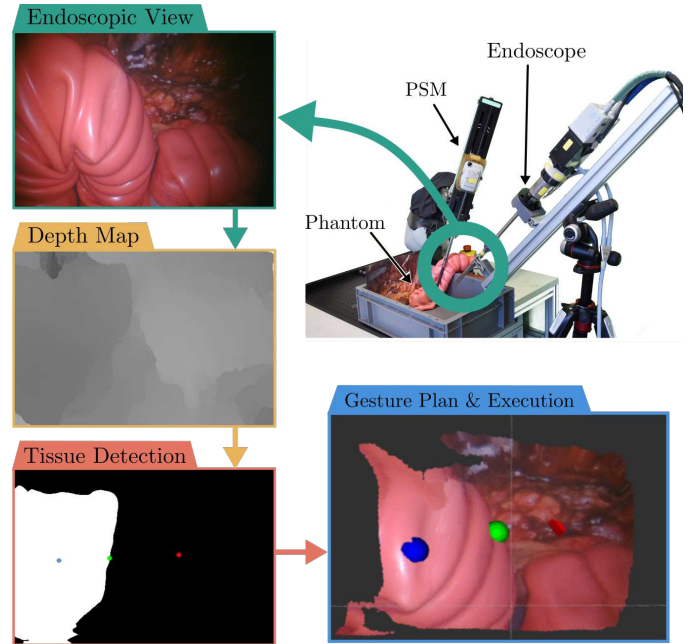 Endoscopic View
Endoscope
PSM
Phantom
Depth Map
Gesture Plan & Execution
Tissue Detection